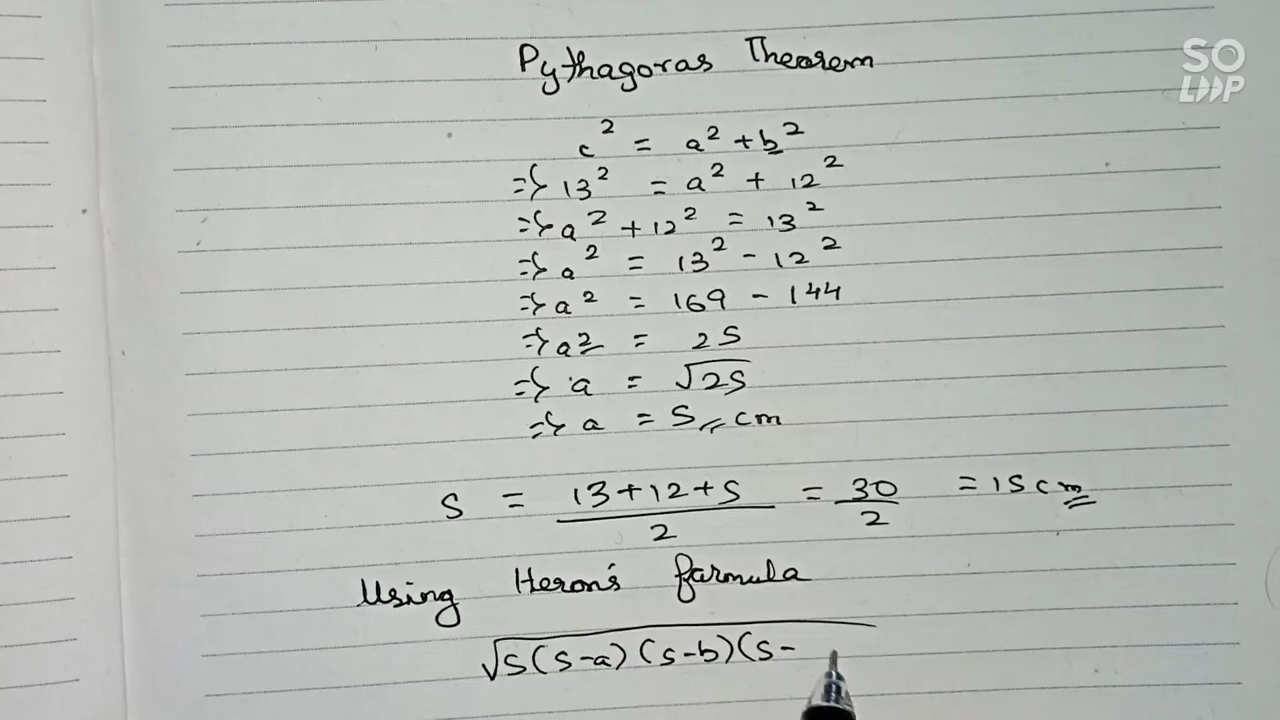 Pythagoras Theorem
SO
LOOP
c² = a² + b²
=> 13² = a² + 12²
=> a² + 12² = 13²
=> a² = 13² - 12²
=> a² = 169 - 144
=> a² = 25
=> a = √25
=> a = 5 cm
S = 13+12+5 / 2 = 30 / 2 = 15 cm
Using Heron's formula
√S(S-a)(S-b)(S-